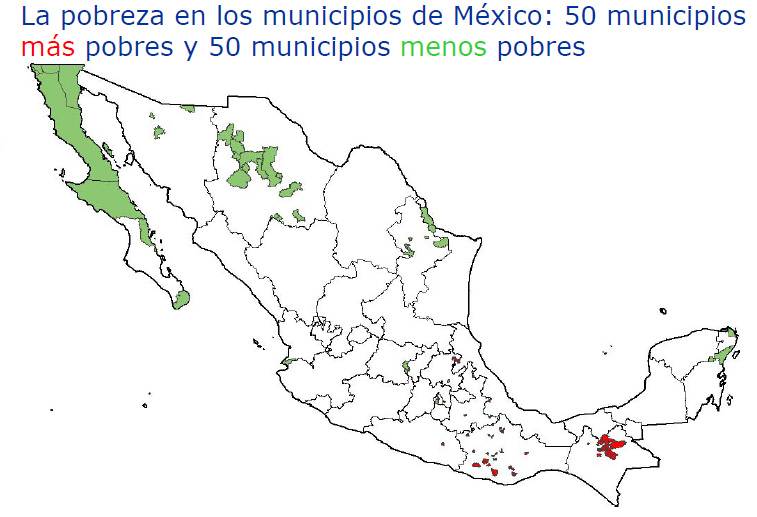 La pobreza en los municipios de México: 50 municipios
más pobres y 50 municipios menos pobres